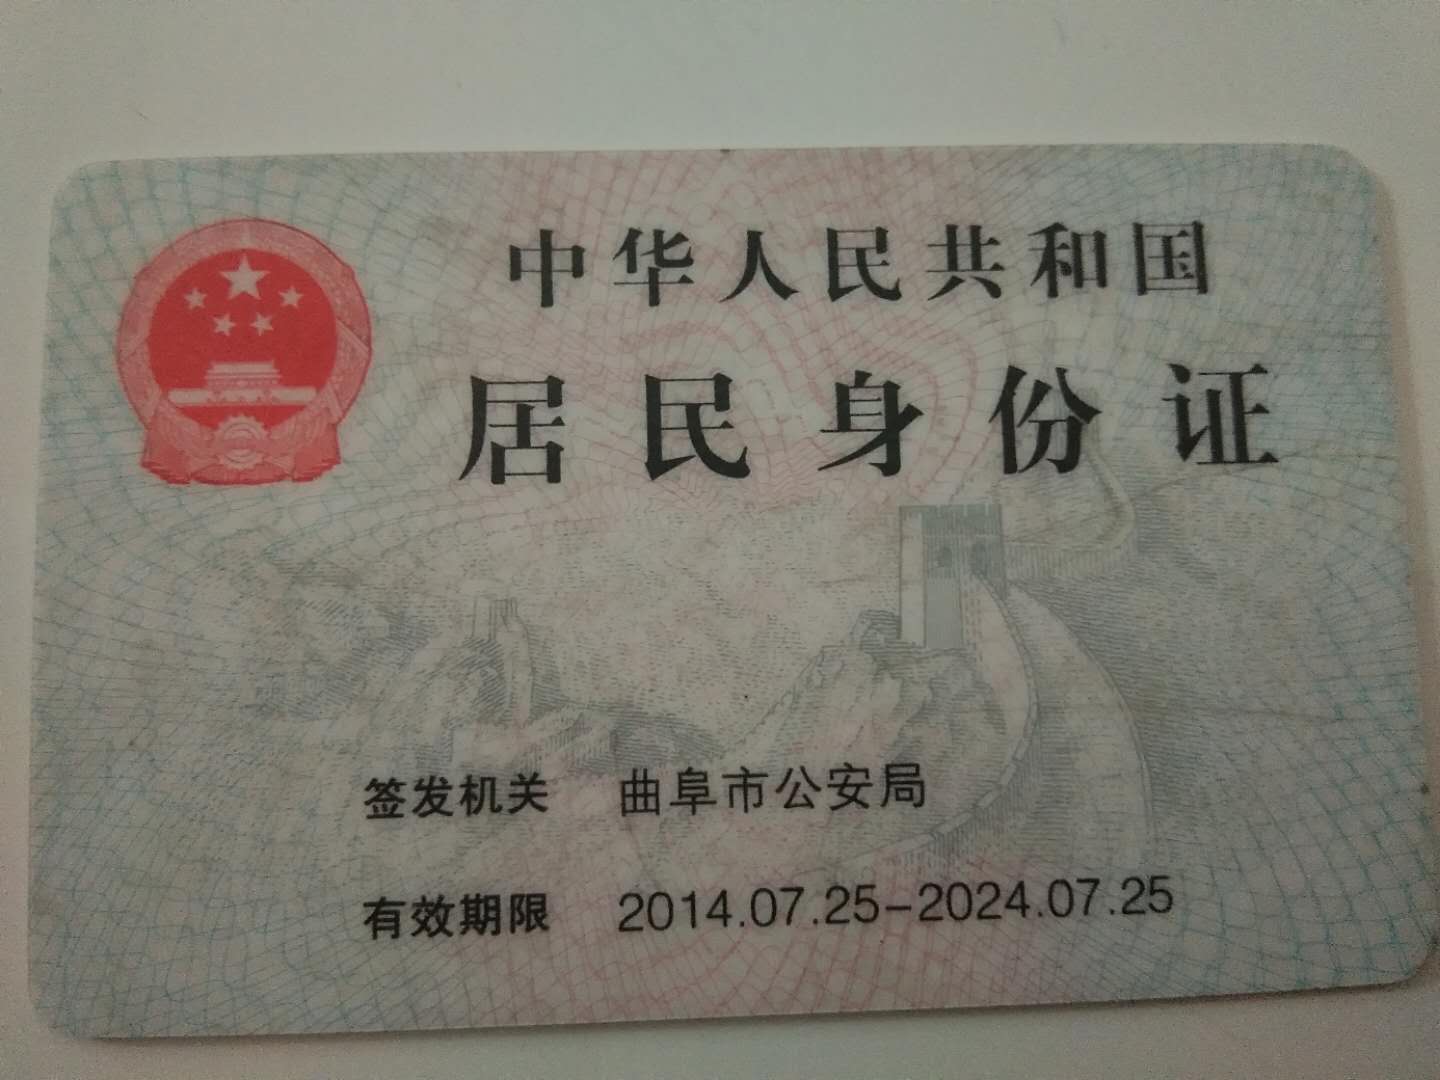 中华人民共和国
居民身份证
签发机关 曲阜市公安局
有效期限 2014.07.25-2024.07.25